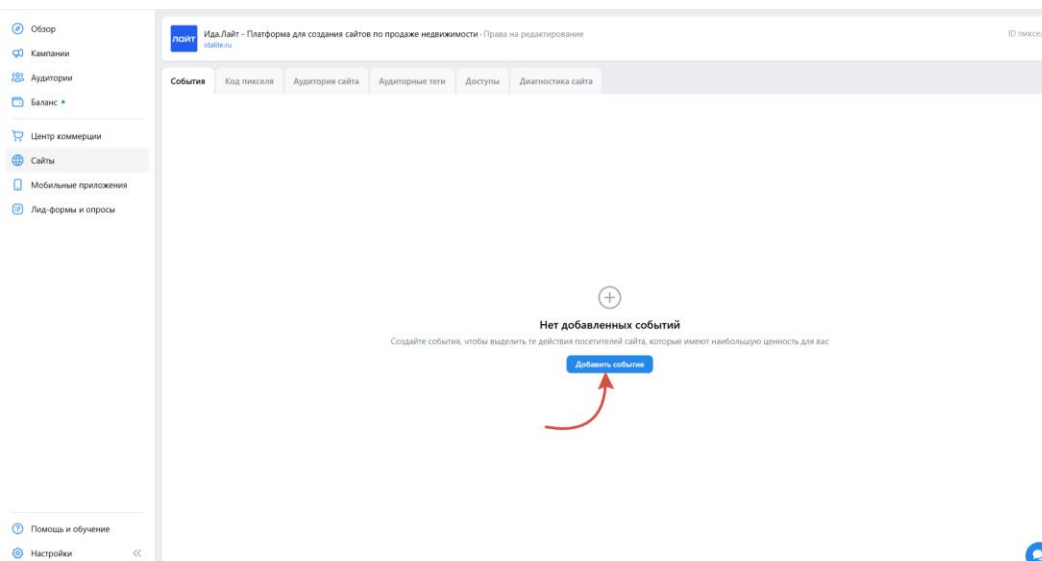 Обзор
Кампании
Аудитории
Баланс
Центр коммерции
Сайты
Мобильные приложения
Лид-формы и опросы
Помощь и обучение
Настройки
лайт
Ида.Лайт - Платформа для создания сайтов по продаже недвижимости · Права на редактирование
idalite.ru
ID пиксе
События Код пикселя Аудитория сайта Аудиторные теги Доступы Диагностика сайта
Нет добавленных событий
Создайте события, чтобы выделить те действия посетителей сайта, которые имеют наибольшую ценность для вас
Добавить событие